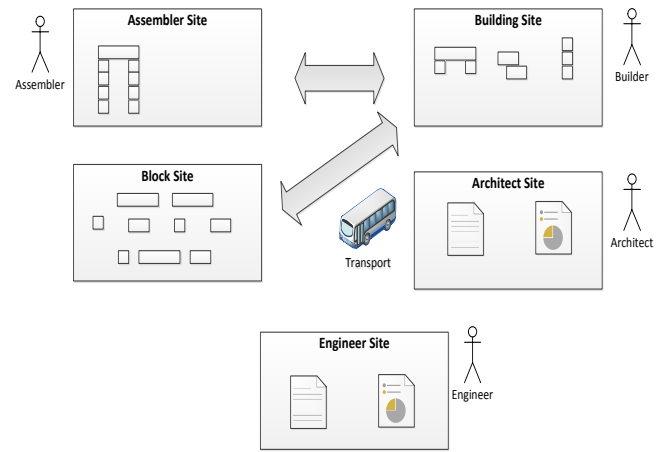 Assembler Site
Building Site
Assembler
Builder
Block Site
Architect Site
Architect
Transport
Engineer Site
Engineer